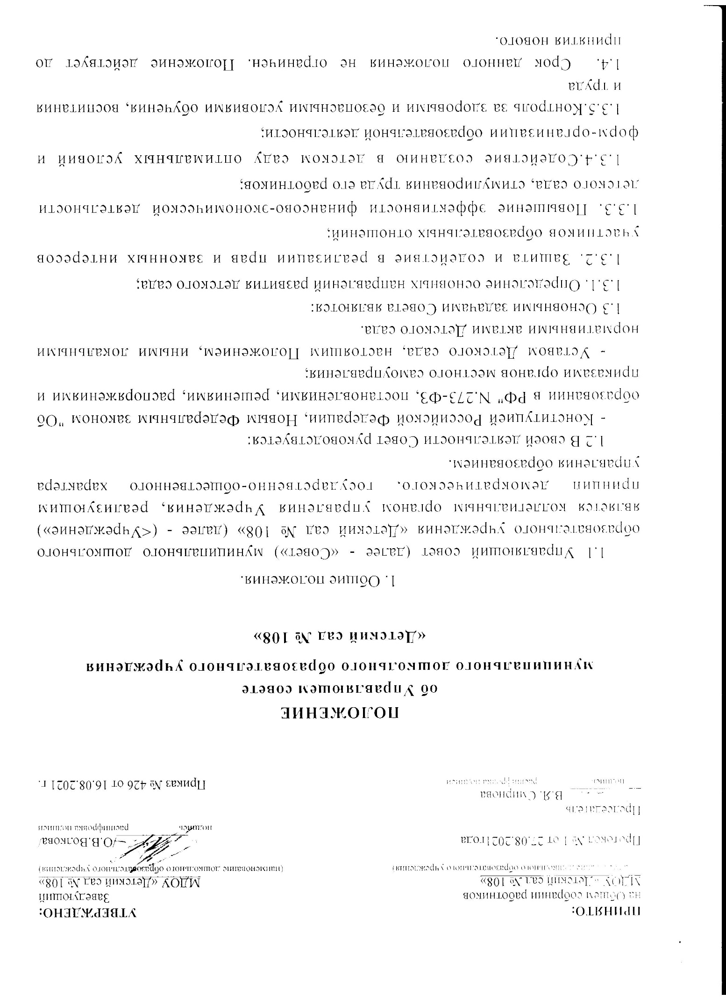 ПРИНЯТО:
на Общем собрании работников
МДОУ «Детский сад № 108»
образовательного учреждения)
Протокол № 1 от 27.08.2021года
Председатель
В.Я. Смирнова
подпись расшифровка подписи
УТВЕРЖДЕНО:
Заведующий
МДОУ «Детский сад № 108»
(наименование дошкольного образовательного учреждения)
/О.В.Волкова/
подпись расшифровка подписи
Приказ № 426 от 16.08.2021 г.
ПОЛОЖЕНИЕ
об Управляющем совете
муниципального дошкольного образовательного учреждения
«Детский сад № 108»
1. Общие положения.
1.1 Управляющий совет (далее - «Совет») муниципального дошкольного
образовательного учреждения «Детский сад № 108» (далее - (<Учреждение»)
является коллегиальным органом управления Учреждения, реализующим
принцип демократического, государственно-общественного характера
управления образованием.
1.2 В своей деятельности Совет руководствуется:
- Конституцией Российской Федерации, Новым Федеральным законом "Об
образовании в РФ" N.273-ФЗ, постановлениями, решениями, распоряжениями и
приказами органов местного самоуправления;
- Уставом Детского сада, настоящим Положением, иными локальными
нормативными актами Детского сада.
1.3 Основными задачами Совета являются:
1.3.1. Определение основных направлений развития детского сада;
1.3.2. Защита и содействие в реализации прав и законных интересов
участников образовательных отношений;
1.3.3. Повышение эффективности финансово-экономической деятельности
детского сада, стимулирования труда его работников;
1.3.4.Содействие созданию в детском саду оптимальных условий и
форм-организации образовательной деятельности;
1.3.5.Контроль за здоровыми и безопасными условиями обучения, воспитания
и труда
1.4. Срок данного положения не ограничен. Положение действует до
принятия нового.